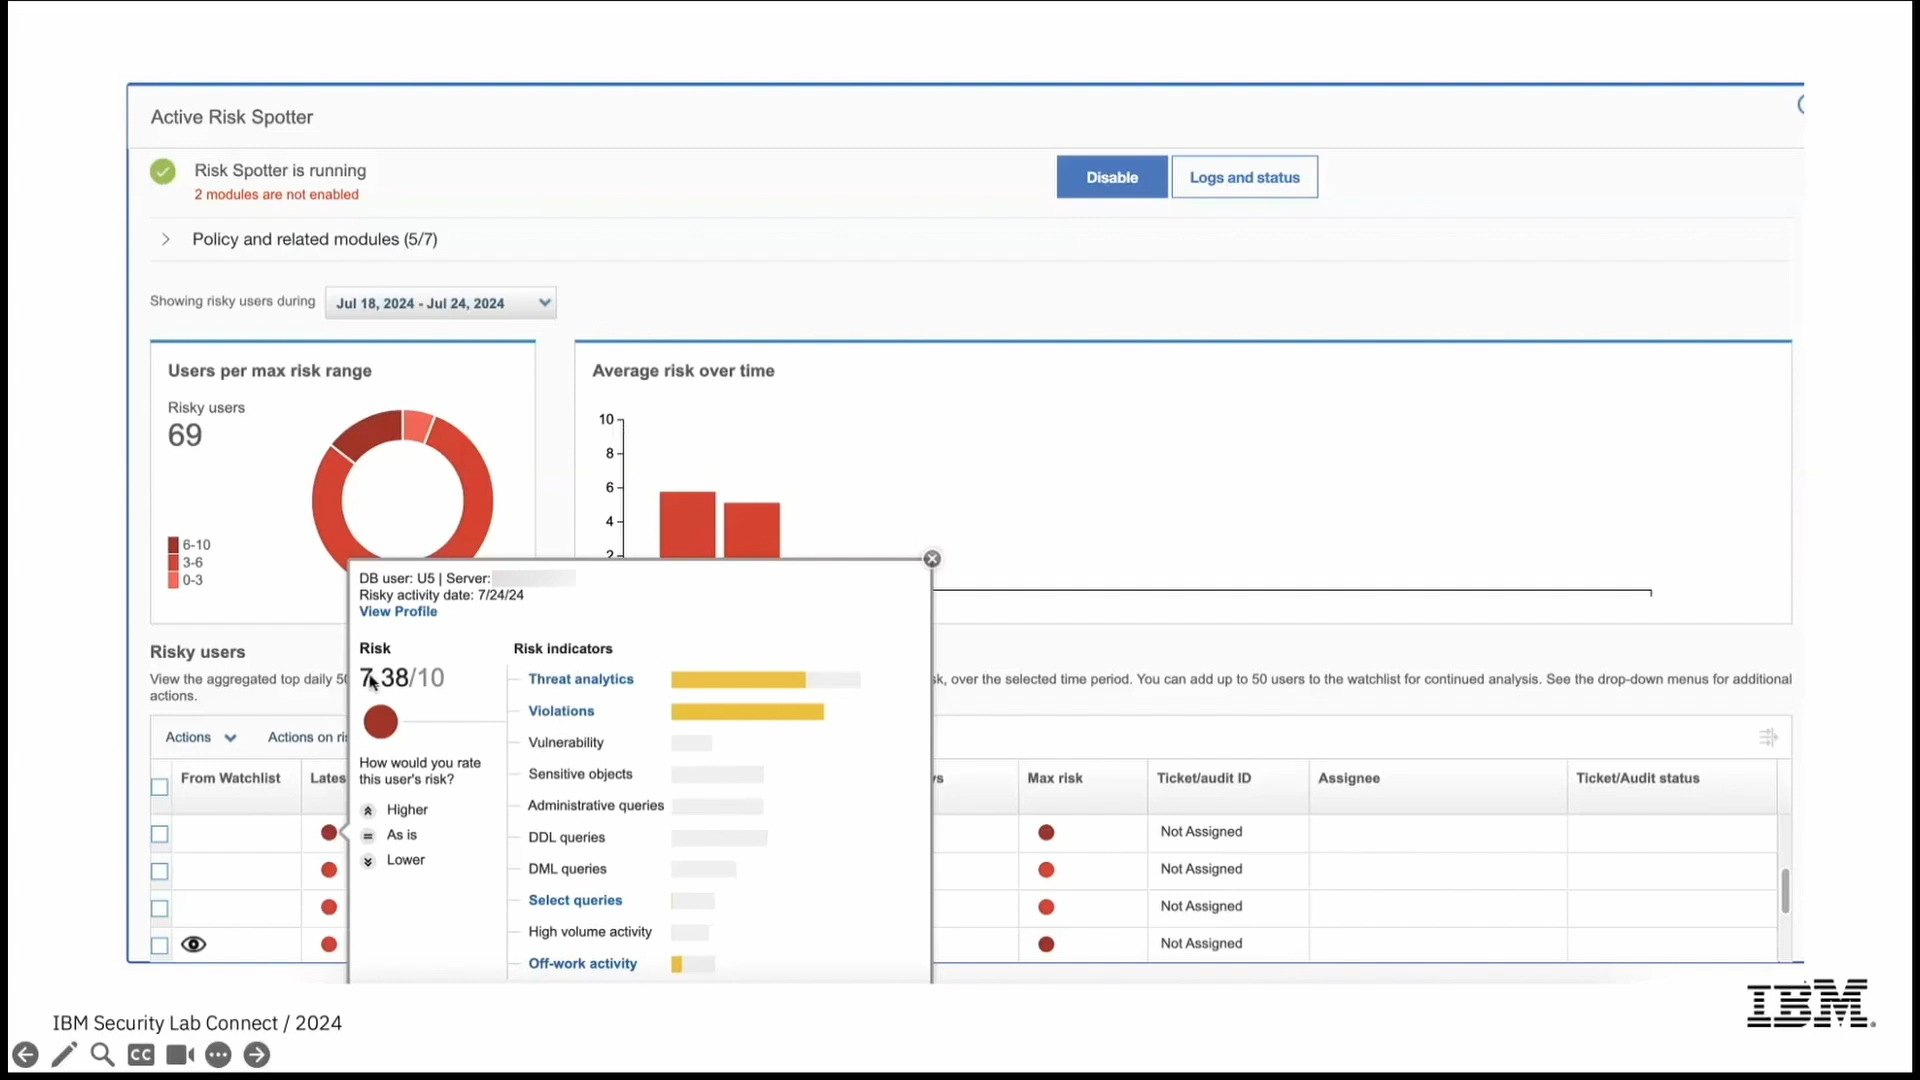 Active Risk Spotter
Risk Spotter is running
2 modules are not enabled
Disable
Logs and status
Policy and related modules (5/7)
Showing risky users during
Jul 18, 2024 - Jul 24, 2024
Users per max risk range
Risky users
69
6-10
3-6
0-3
Average risk over time
10
8
6
4
2
DB user: U5 | Server:
Risky activity date: 7/24/24
View Profile
Risk
7.38/10
How would you rate
this user's risk?
Higher
As is
Lower
Risk indicators
Threat analytics
Violations
Vulnerability
Sensitive objects
Administrative queries
DDL queries
DML queries
Select queries
High volume activity
Off-work activity
Risky users
View the aggregated top daily 50
over the selected time period. You can add up to 50 users to the watchlist for continued analysis. See the drop-down menus for additional
actions.
Actions
Actions on
From Watchlist
Max risk
Ticket/audit ID
Assignee
Ticket/Audit status
Not Assigned
Not Assigned
Not Assigned
Not Assigned
IBM Security Lab Connect / 2024
IBM
CC